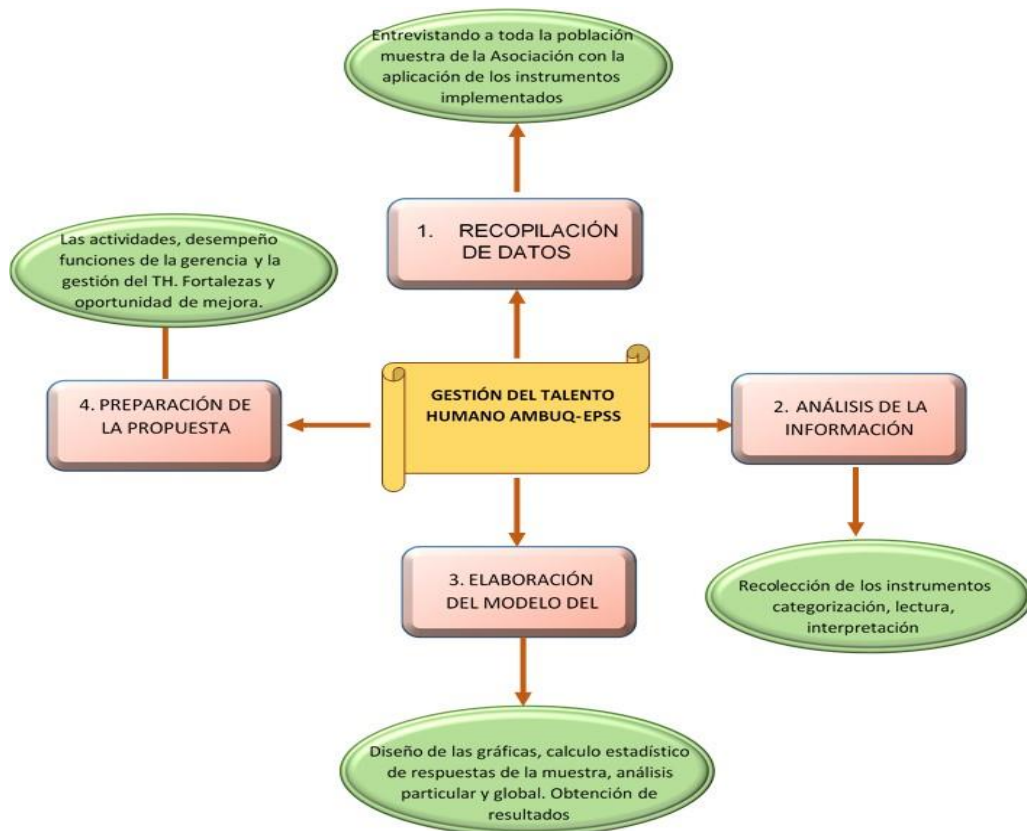 Entrevistando a toda la población
muestra de la Asociación con la
aplicación de los instrumentos
implementados
1. RECOPILACIÓN
DE DATOS
Las actividades, desempeño
funciones de la gerencia y la
gestión del TH. Fortalezas y
oportunidad de mejora.
GESTIÓN DEL TALENTO
HUMANO AMBUQ-EPSS
4. PREPARACIÓN DE
LA PROPUESTA
2. ANÁLISIS DE LA
INFORMACIÓN
3. ELABORACIÓN
DEL MODELO DEL
Recolección de los instrumentos
categorización, lectura,
interpretación
Diseño de las gráficas, calculo estadístico
de respuestas de la muestra, análisis
particular y global. Obtención de
resultados